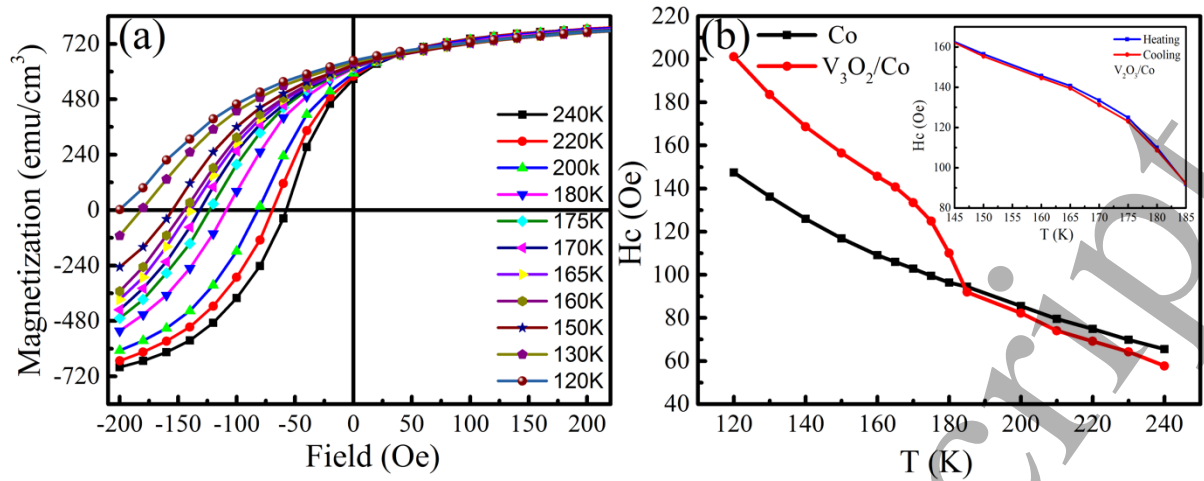 (a)
Magnetization (emu/cm³)
720
480
240
0
-240
-480
-720
-200 -150 -100 -50 0 50 100 150 200
Field (Oe)
240K
220K
200k
180K
175K
170K
165K
160K
150K
130K
120K
(b)
Hc (Oe)
220
200
180
160
140
120
100
80
60
40
120 140 160 180 200 220 240
T (K)
Co
V₃O₂/Co
Hc (Oe)
160
140
120
100
80
145 150 155 160 165 170 175 180 185
T (K)
Heating
Cooling
V₂O₃/Co
cript